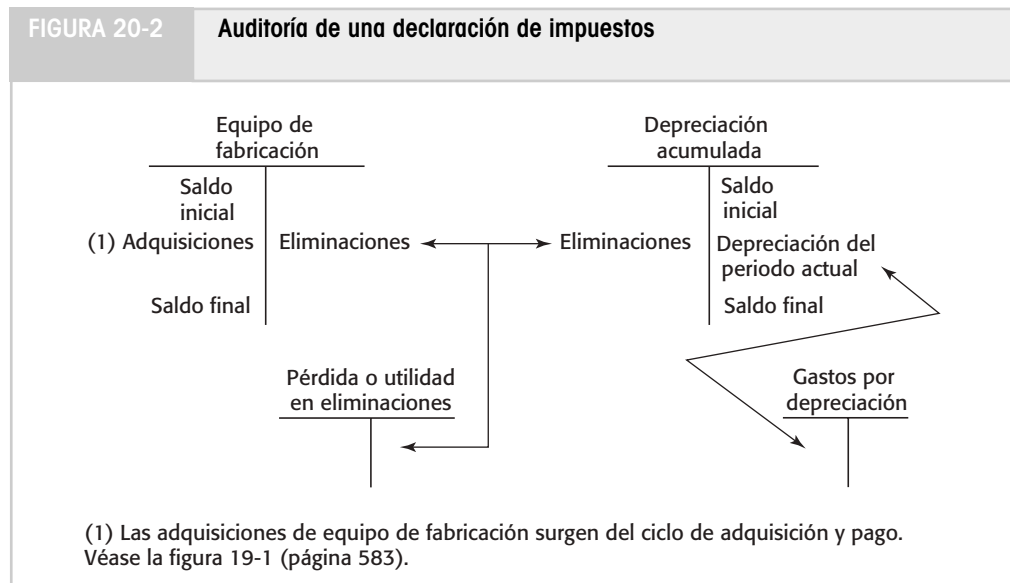 FIGURA 20-2
Auditoría de una declaración de impuestos
Equipo de
fabricación
Depreciación
acumulada
Saldo
inicial
Saldo
inicial
(1) Adquisiciones
Eliminaciones
Eliminaciones
Depreciación del
periodo actual
Saldo final
Saldo final
Pérdida o utilidad
en eliminaciones
Gastos por
depreciación
(1) Las adquisiciones de equipo de fabricación surgen del ciclo de adquisición y pago.
Véase la figura 19-1 (página 583).